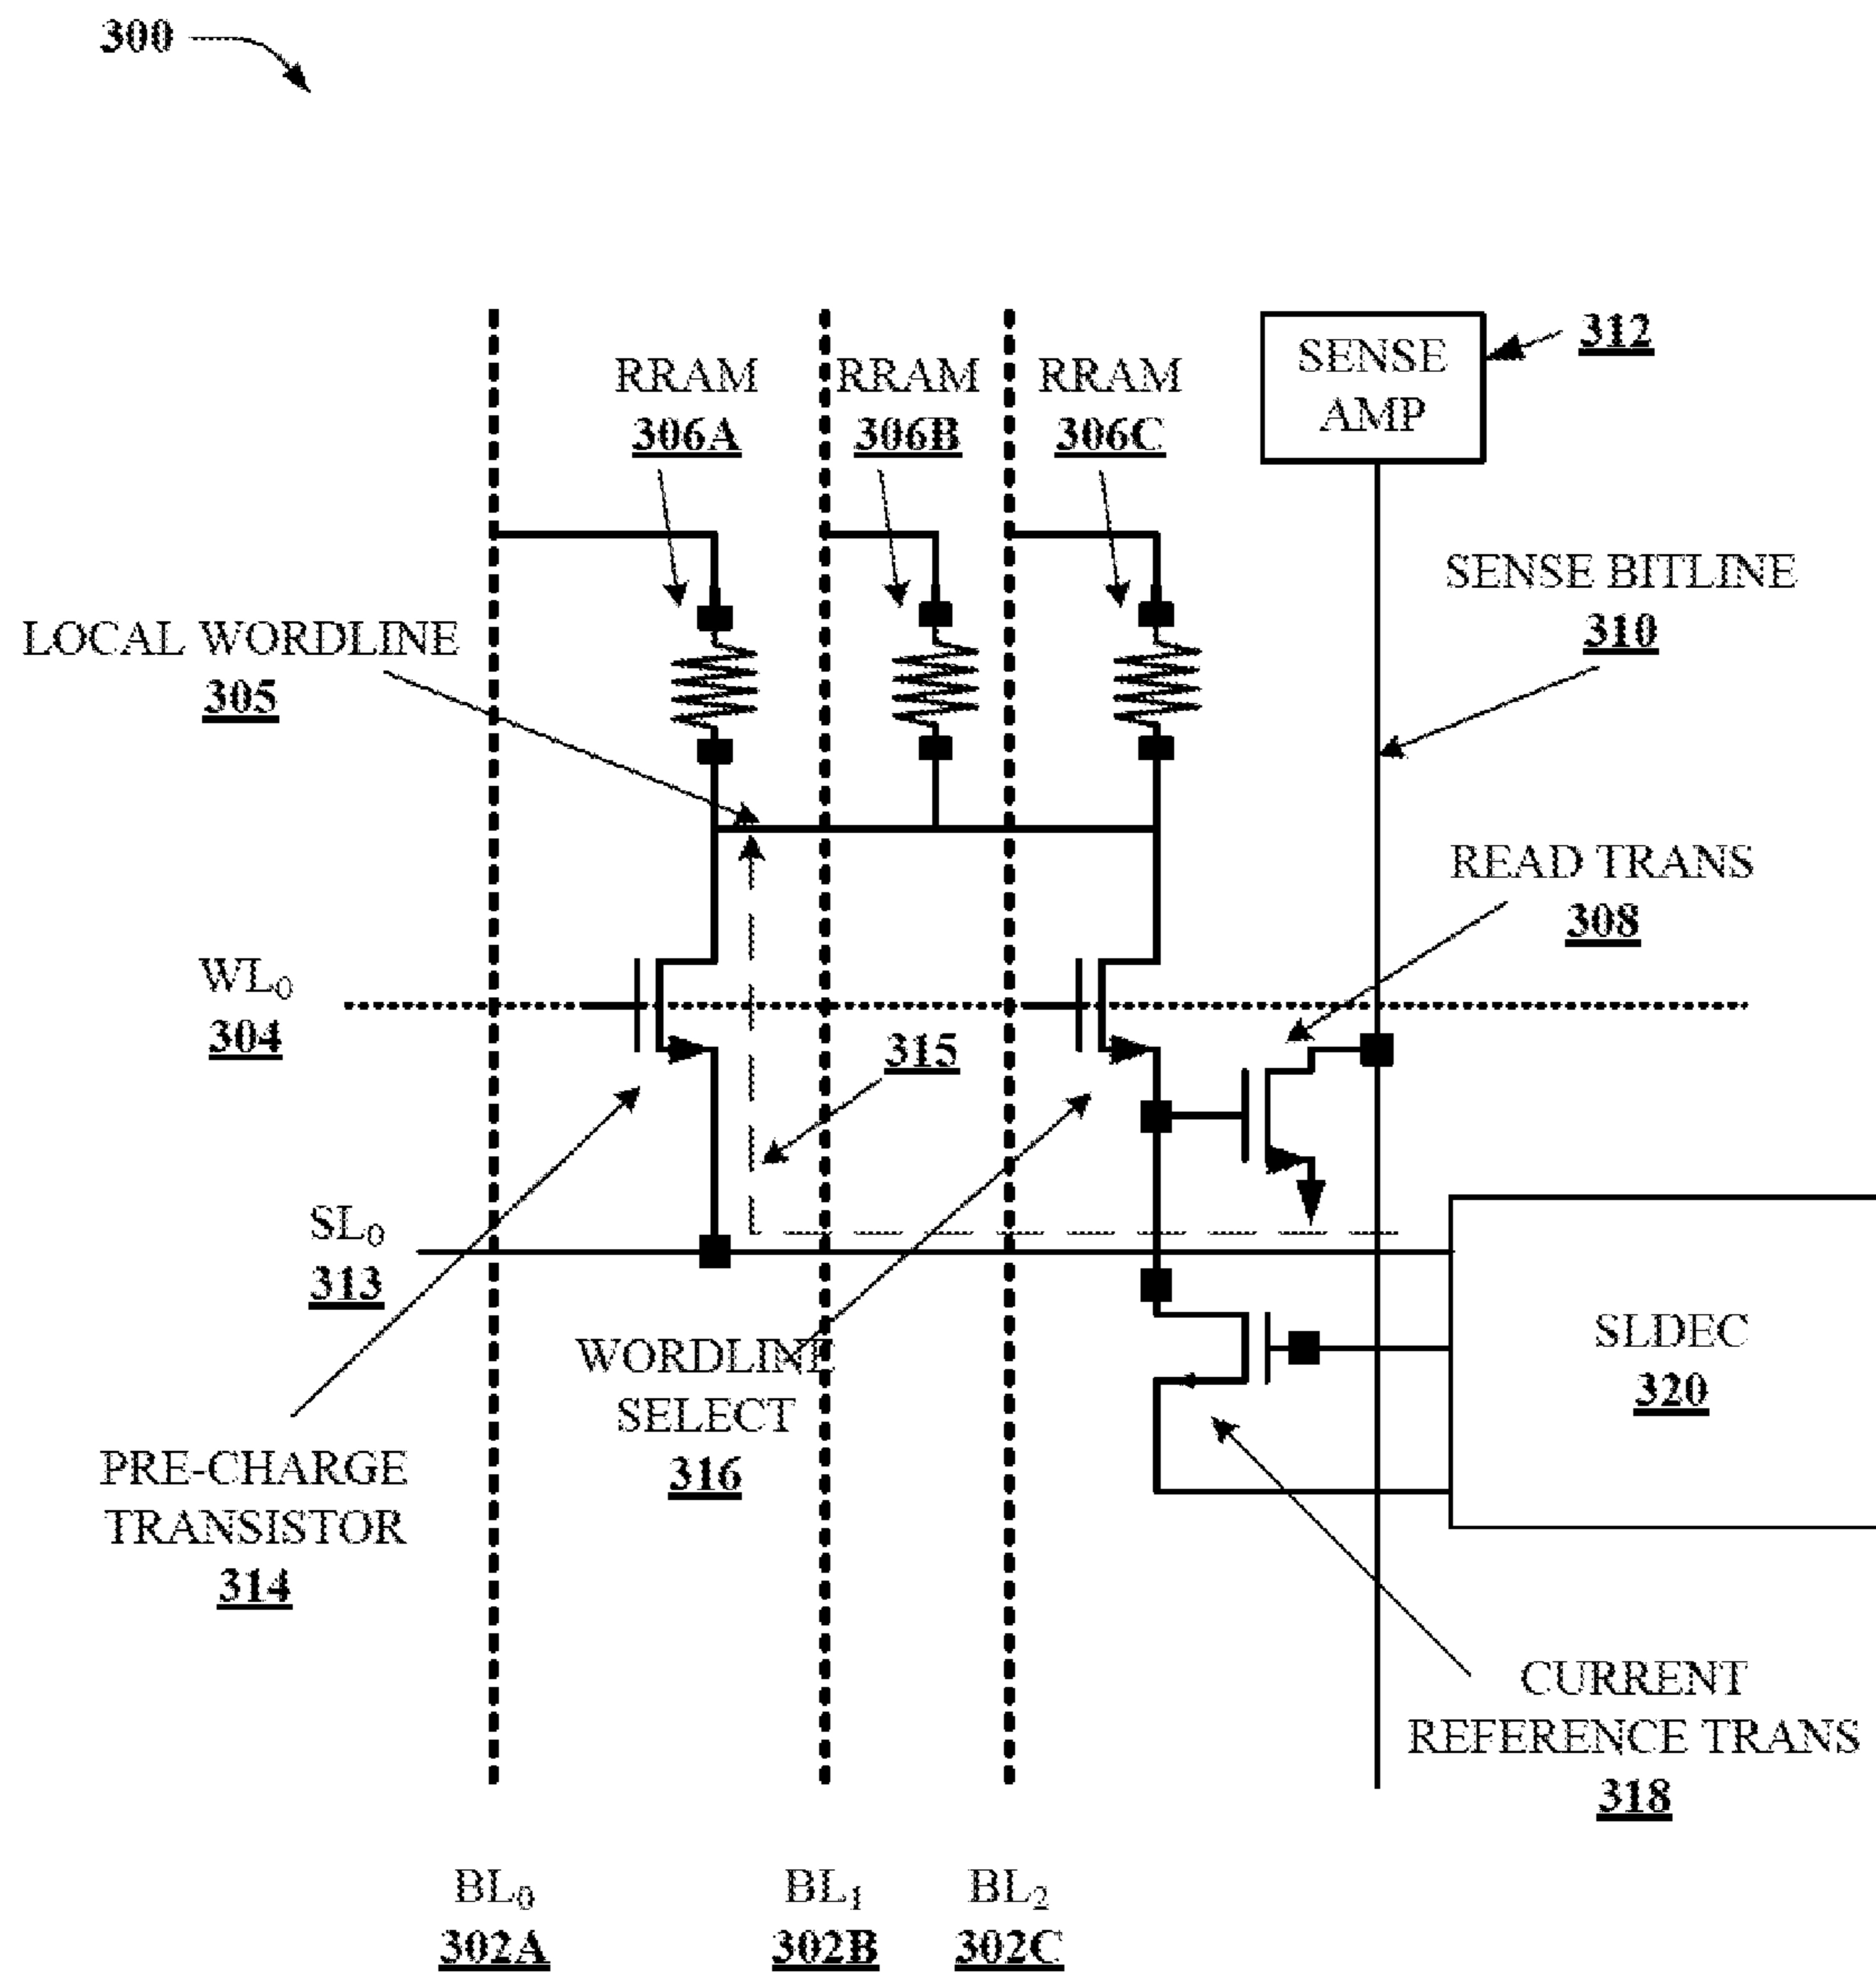 300
RRAM
306A
RRAM
306B
RRAM
306C
SENSE
AMP
312
SENSE BITLINE
310
LOCAL WORDLINE
305
READ TRANS
308
WL₀
304
315
SL₀
313
WORDLINE
SELECT
316
SLDEC
320
PRE-CHARGE
TRANSISTOR
314
CURRENT
REFERENCE TRANS
318
BL₀
302A
BL₁
302B
BL₂
302C